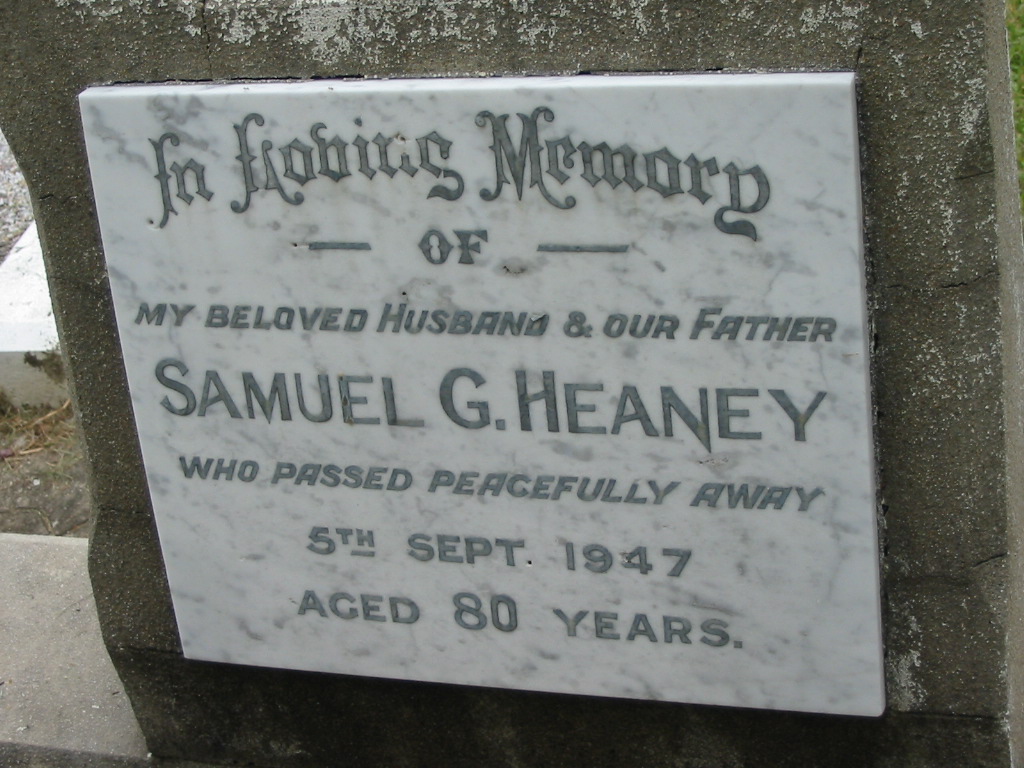 In Loving Memory
OF
MY BELOVED HUSBAND & OUR FATHER
SAMUEL G. HEANEY
WHO PASSED PEACEFULLY AWAY
5TH SEPT. 1947
AGED 80 YEARS.